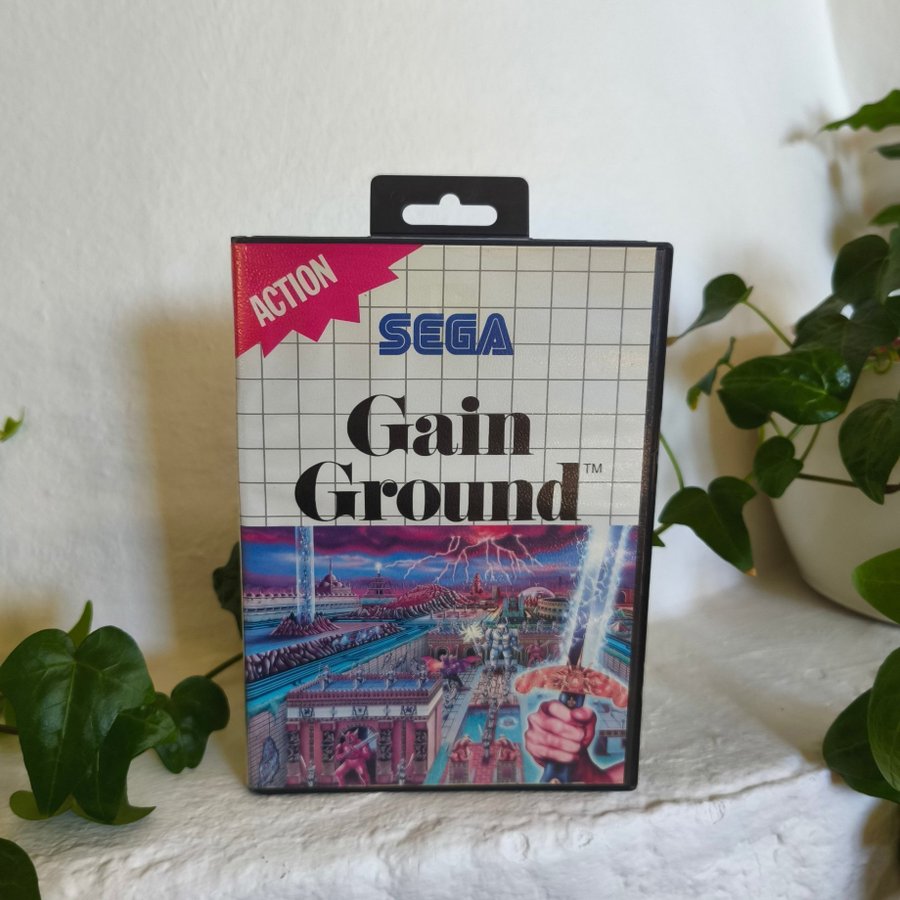 ACTION
SEGA
Gain
Ground™